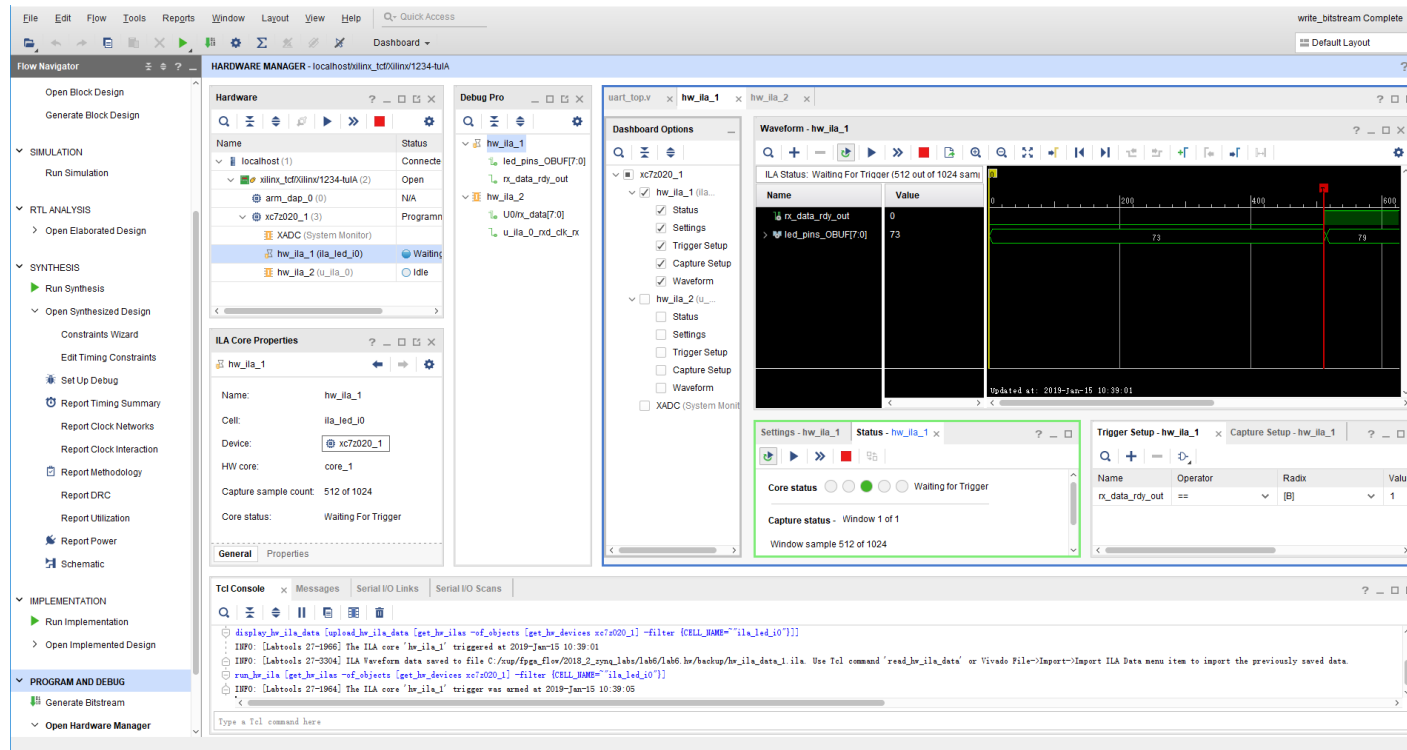 File Edit Flow Tools Reports Window Layout View Help Quick Access write_bitstream Complete
Dashboard Default Layout
Flow Navigator
Open Block Design
Generate Block Design
SIMULATION
Run Simulation
RTL ANALYSIS
Open Elaborated Design
SYNTHESIS
Run Synthesis
Open Synthesized Design
Constraints Wizard
Edit Timing Constraints
Set Up Debug
Report Timing Summary
Report Clock Networks
Report Clock Interaction
Report Methodology
Report DRC
Report Utilization
Report Power
Schematic
IMPLEMENTATION
Run Implementation
Open Implemented Design
PROGRAM AND DEBUG
Generate Bitstream
Open Hardware Manager
HARDWARE MANAGER - localhost/xilinx_tcf/Xilinx/1234-tulA
Hardware
Name Status
localhost (1) Connecte
xilinx_tcf/Xilinx/1234-tulA (2) Open
arm_dap_0 (0) N/A
xc7z020_1 (3) Programm
XADC (System Monitor)
hw_ila_1 (ila_led_i0) Waiting
hw_ila_2 (u_ila_0) Idle
ILA Core Properties
hw_ila_1
Name: hw_ila_1
Cell: ila_led_i0
Device: xc7z020_1
HW core: core_1
Capture sample count: 512 of 1024
Core status: Waiting For Trigger
General Properties
Debug Pro
hw_ila_1
led_pins_OBUF[7:0]
rx_data_rdy_out
hw_ila_2
U0/rx_data[7:0]
u_ila_0_rxd_clk_rx
uart_top.v hw_ila_1 hw_ila_2
Dashboard Options
xc7z020_1
hw_ila_1 (ila...
Status
Settings
Trigger Setup
Capture Setup
Waveform
hw_ila_2 (u_...
Status
Settings
Trigger Setup
Capture Setup
Waveform
XADC (System Monit
Waveform - hw_ila_1
ILA Status: Waiting For Trigger (512 out of 1024 samp
Name Value
rx_data_rdy_out 0
led_pins_OBUF[7:0] 73
0
0 200 400 600
73 79
Updated at: 2019-Jan-15 10:39:01
Settings - hw_ila_1 Status - hw_ila_1
Core status Waiting for Trigger
Capture status - Window 1 of 1
Window sample 512 of 1024
Trigger Setup - hw_ila_1 Capture Setup - hw_ila_1
Name Operator Radix Valu
rx_data_rdy_out == [B] 1
Tcl Console Messages Serial I/O Links Serial I/O Scans
display_hw_ila_data [upload_hw_ila_data [get_hw_ilas -of_objects [get_hw_devices xc7z020_1] -filter {CELL_NAME=~"ila_led_i0"}]]
INFO: [Labtools 27-1966] The ILA core 'hw_ila_1' triggered at 2019-Jan-15 10:39:01
INFO: [Labtools 27-3304] ILA Waveform data saved to file C:/xup/fpga_flow/2018_2_zynq_labs/lab6/lab6.hw/backup/hw_ila_data_1.ila. Use Tcl command 'read_hw_ila_data' or Vivado File->Import->Import ILA Data menu item to import the previously saved data.
run_hw_ila [get_hw_ilas -of_objects [get_hw_devices xc7z020_1] -filter {CELL_NAME=~"ila_led_i0"}]
INFO: [Labtools 27-1964] The ILA core 'hw_ila_1' trigger was armed at 2019-Jan-15 10:39:05
Type a Tcl command here